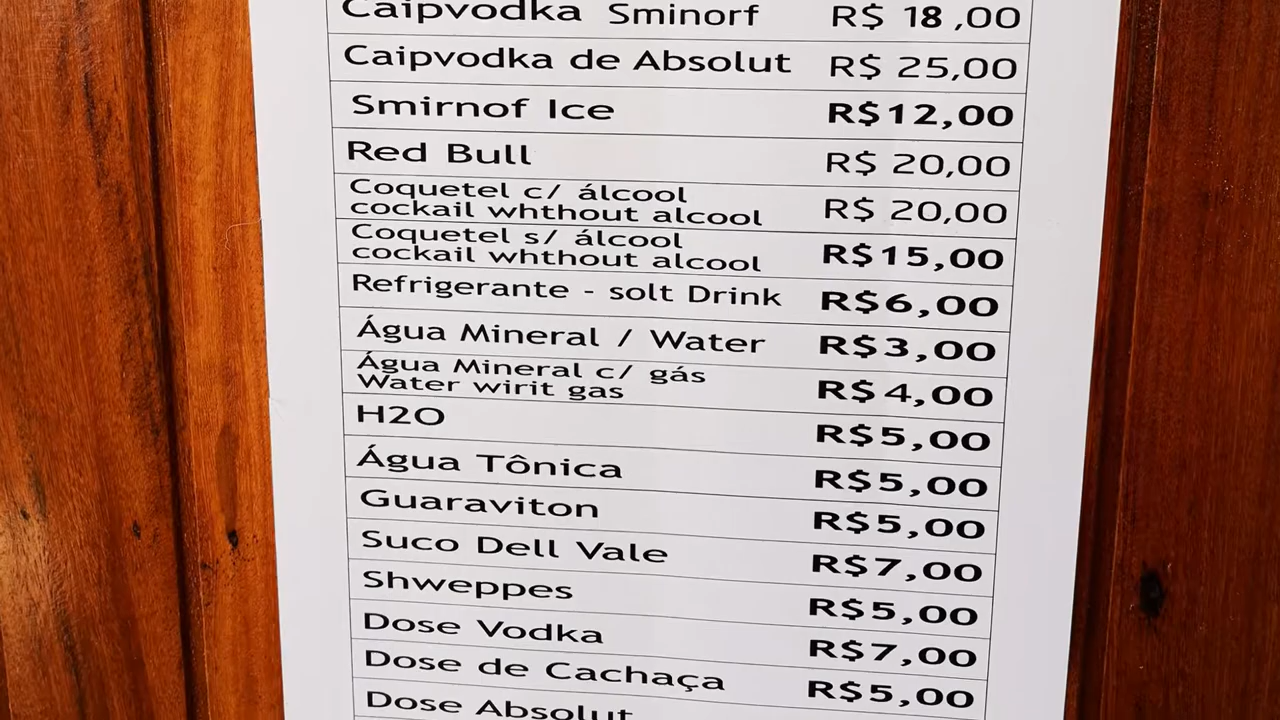 Caipvodka Sminorf R$ 18 ,00
Caipvodka de Absolut R$ 25,00
Smirnof Ice R$12,00
Red Bull R$ 20,00
Coquetel c/ álcool
cockail whthout alcool R$ 20,00
Coquetel s/ álcool
cockail whthout alcool R$15,00
Refrigerante - solt Drink R$6,00
Água Mineral / Water R$3,00
Água Mineral c/ gás
Water wirit gas R$4,00
H2O R$5,00
Água Tônica R$5,00
Guaraviton R$5,00
Suco Dell Vale R$7,00
Shweppes R$5,00
Dose Vodka R$7,00
Dose de Cachaça R$5,00
Dose Absolut